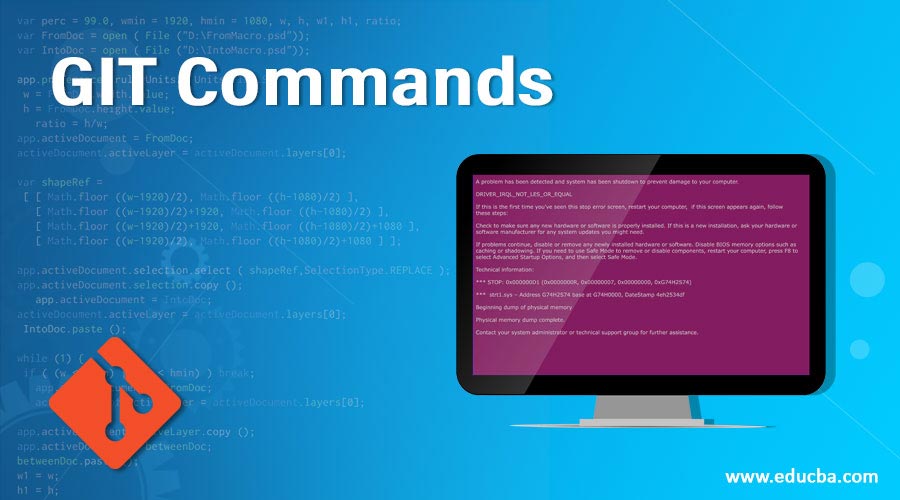 var perc = 99.0, wmin = 1920, hmin = 1080, w, h, w1, h1, ratio;
var FromDoc = open ( File ("D:\FromMacro.psd"));
var IntoDoc = open ( File ("D:\IntoMacro.psd"));
GIT Commands
h = FromDoc.height.value;
ratio = h/w;
app.activeDocument = FromDoc;
activeDocument.activeLayer = activeDocument.layers[0];
var shapeRef =
[ [ Math.floor ((w-1920)/2), Math.floor ((h-1080)/2) ],
[ Math.floor ((w-1920)/2)+1920, Math.floor ((h-1080)/2) ],
[ Math.floor ((w-1920)/2)+1920, Math.floor ((h-1080)/2)+1080 ],
[ Math.floor ((w-1920)/2), Math.floor ((h-1080)/2)+1080 ] ];
app.activeDocument.selection.select ( shapeRef,SelectionType.REPLACE );
app.activeDocument.selection.copy ();
app.activeDocument = IntoDoc;
activeDocument.activeLayer = activeDocument.layers[0];
IntoDoc.paste ();
while (1) {
if ( (w < hmin) ) break;
activeDocument.layers[0];
betweenDoc;
w1 = w;
h1 = h;
A problem has been detected and system has been shutdown to prevent damage to your computer.
DRIVER_IRQL_NOT_LES_OR_EQUAL
If this is the first time you've seen this stop error screen, restart your computer, if this screen appears again, follow
these steps:
Check to make sure any new hardware or software is properly installed. If this is a new installation, ask your hardware or
software manufacturer for any system updates you might need.
If problems continue, disable or remove any newly installed hardware or software. Disable BIOS memory options such as
caching or shadowing. If you need to use Safe Mode to remove or disable components, restart your computer, press F8 to
select Advanced Startup Options, and then select Safe Mode.
Technical information:
*** STOP: 0x000000D1 (0x0000000R, 0x00000007, 0x00000000, 0xG74H2574)
*** strt1.sys – Address G74H2574 base at G74H0000, DateStamp 4eh2534df
Beginning dump of physical memory
Physical memory dump complete.
Contact your system administrator or technical support group for further assistance.
www.educba.com